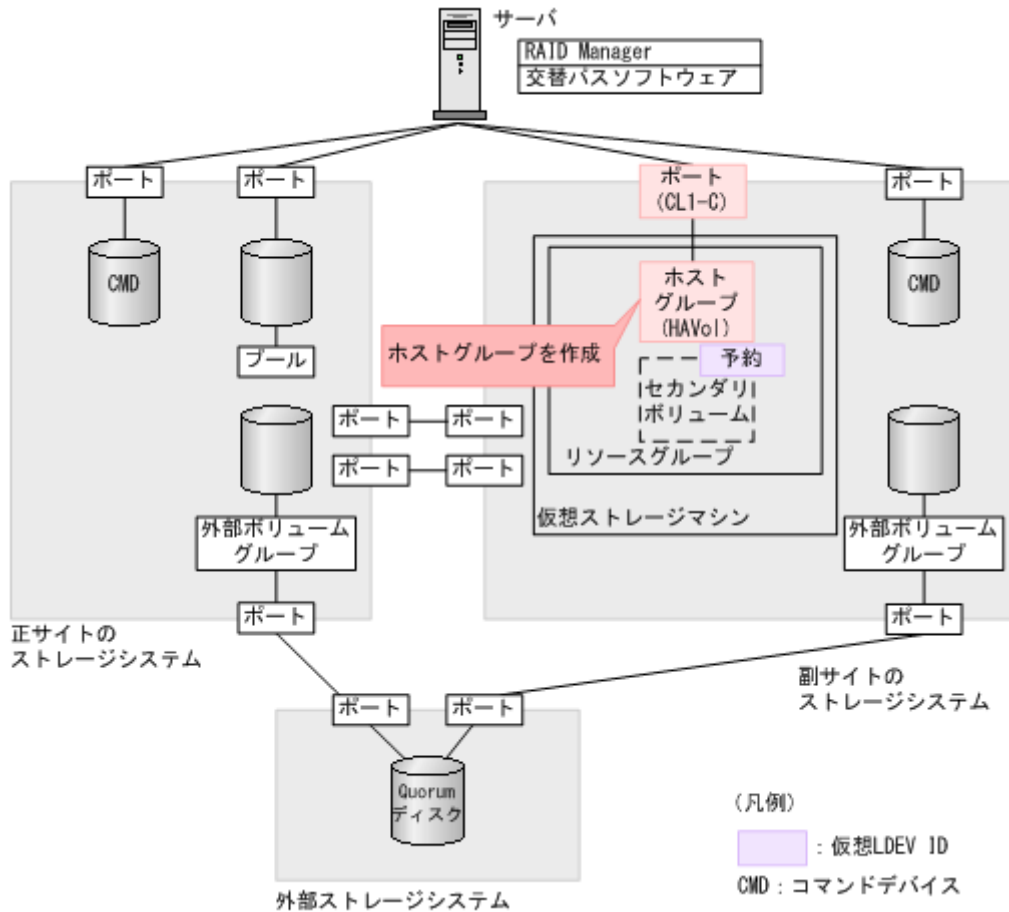 サーバ
RAID Manager
交替パスソフトウェア
ポート
ポート
ポート
(CL1-C)
ポート
CMD
ホスト
グループ
(HAVol)
CMD
ホストグループを作成
プール
予約
セカンダリ
ボリューム
ポート
ポート
ポート
ポート
リソースグループ
仮想ストレージマシン
外部ボリューム
グループ
外部ボリューム
グループ
ポート
ポート
正サイトの
ストレージシステム
副サイトの
ストレージシステム
ポート
ポート
Quorum
ディスク
外部ストレージシステム
(凡例)
：仮想LDEV ID
CMD：コマンドデバイス